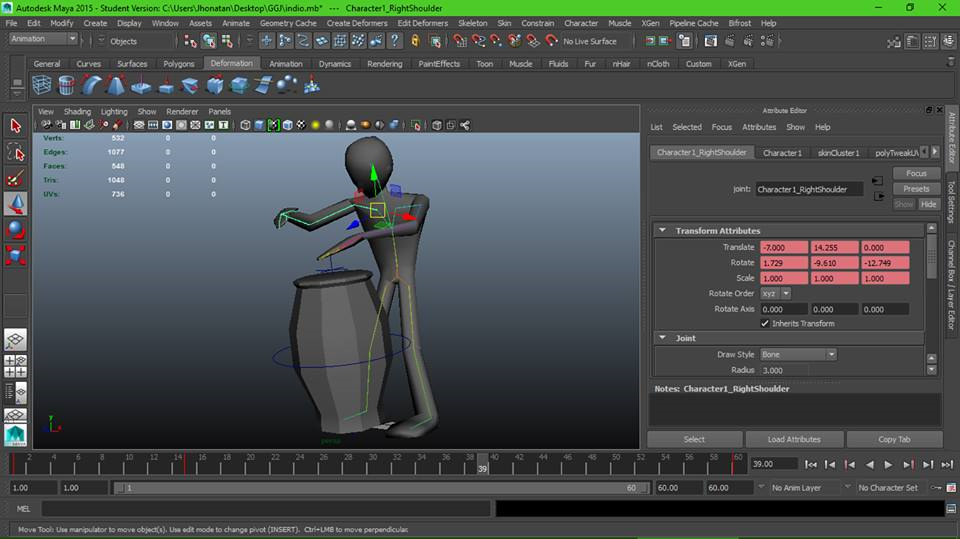 Autodesk Maya 2015 - Student Version: C:\Users\Jhonatan\Desktop\GGJ\indio.mb* --- Character1_RightShoulder
File Edit Modify Create Display Window Assets Animate Geometry Cache Create Deformers Edit Deformers Skeleton Skin Constrain Character Muscle XGen Pipeline Cache Bifrost Help
Animation Objects No Live Surface
General Curves Surfaces Polygons Deformation Animation Dynamics Rendering PaintEffects Toon Muscle Fluids Fur nHair nCloth Custom XGen
View Shading Lighting Show Renderer Panels
Verts: 532 0 0
Edges: 1077 0 0
Faces: 548 0 0
Tris: 1048 0 0
UVs: 736 0 0
y
x
persp
Attribute Editor
List Selected Focus Attributes Show Help
Character1_RightShoulder Character1 skinCluster1 polyTweakUV
Focus
joint: Character1_RightShoulder Presets
Show Hide
Transform Attributes
Translate -7.000 14.255 0.000
Rotate 1.729 -9.610 -12.749
Scale 1.000 1.000 1.000
Rotate Order xyz
Rotate Axis 0.000 0.000 0.000
Inherits Transform
Joint
Draw Style Bone
Radius 3.000
Notes: Character1_RightShoulder
Select Load Attributes Copy Tab
Attribute Editor
Tool Settings
Channel Box / Layer Editor
2 4 6 8 10 12 14 16 18 20 22 24 26 28 30 32 34 36 38 40 42 44 46 48 50 52 54 56 58 60
39
39.00
1.00 1.00 1 60 60.00 60.00 No Anim Layer No Character Set
MEL
Move Tool: Use manipulator to move object(s). Use edit mode to change pivot (INSERT). Ctrl+LMB to move perpendicular.